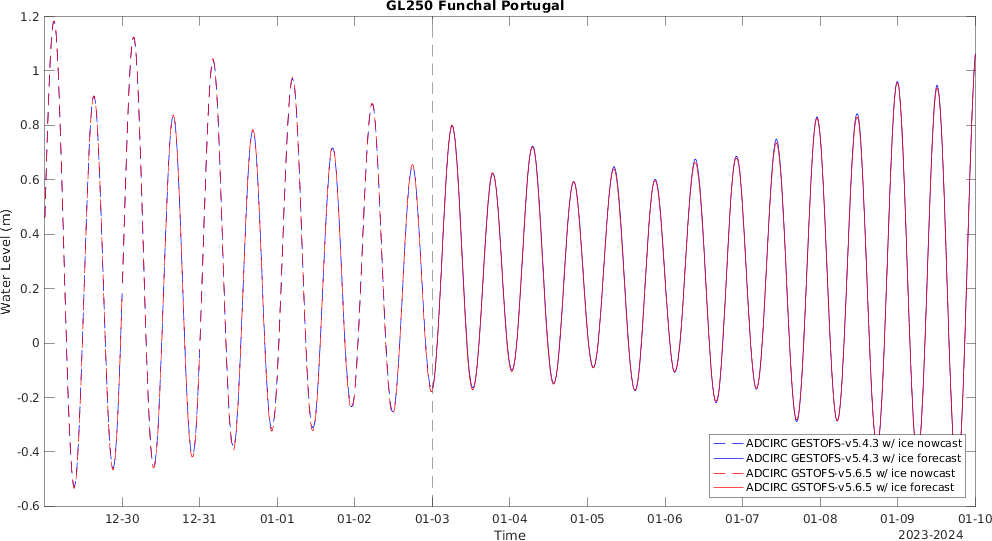 GL250 Funchal Portugal
1.2
1
0.8
0.6
0.4
0.2
0
-0.2
-0.4
-0.6
Water Level (m)
ADCIRC GESTOFS-v5.4.3 w/ ice nowcast
ADCIRC GESTOFS-v5.4.3 w/ ice forecast
ADCIRC GSTOFS-v5.6.5 w/ ice nowcast
ADCIRC GSTOFS-v5.6.5 w/ ice forecast
12-30 12-31 01-01 01-02 01-03 01-04 01-05 01-06 01-07 01-08 01-09 01-10
Time
2023-2024